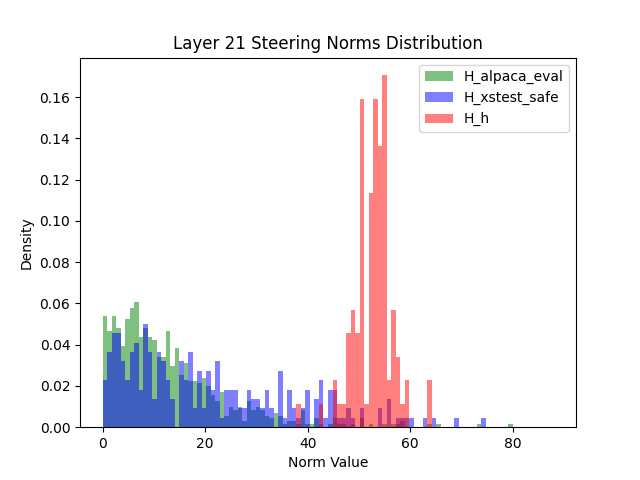 Layer 21 Steering Norms Distribution
H_alpaca_eval
H_xstest_safe
H_h
0.16
0.14
0.12
0.10
0.08
0.06
0.04
0.02
0.00
Density
0 20 40 60 80
Norm Value